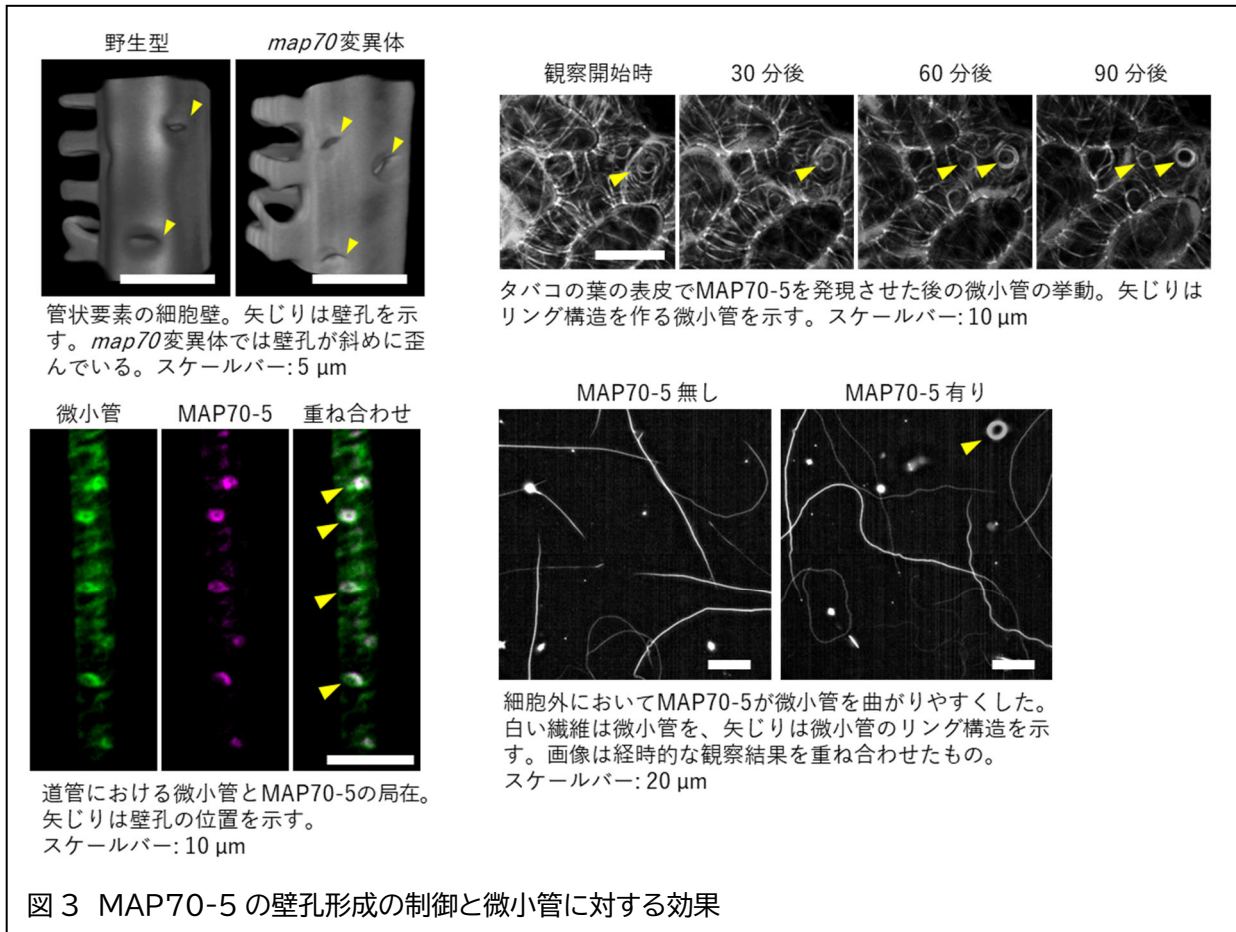 野生型
map70変異体
管状要素の細胞壁。矢じりは壁孔を示
す。map70変異体では壁孔が斜めに歪
んでいる。スケールバー: 5 μm
微小管
MAP70-5
重ね合わせ
道管における微小管とMAP70-5の局在。
矢じりは壁孔の位置を示す。
スケールバー: 10 μm
観察開始時
30 分後
60 分後
90 分後
タバコの葉の表皮でMAP70-5を発現させた後の微小管の挙動。矢じりは
リング構造を作る微小管を示す。スケールバー: 10 μm
MAP70-5 無し
MAP70-5 有り
細胞外においてMAP70-5が微小管を曲がりやすくした。
白い繊維は微小管を、矢じりは微小管のリング構造を示
す。画像は経時的な観察結果を重ね合わせたもの。
スケールバー: 20 μm
図 3 MAP70-5 の壁孔形成の制御と微小管に対する効果